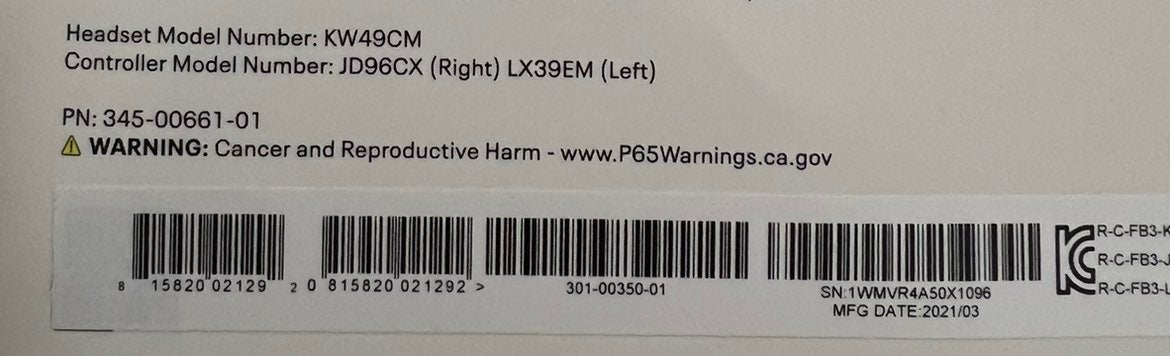 Headset Model Number: KW49CM
Controller Model Number: JD96CX (Right) LX39EM (Left)
PN: 345-00661-01
⚠ WARNING: Cancer and Reproductive Harm - www.P65Warnings.ca.gov
8 15820 02129 2
0 815820 021292 >
301-00350-01
SN:1WMVR4A50X1096
MFG DATE:2021/03
R-C-FB3-K
R-C-FB3-J
R-C-FB3-L